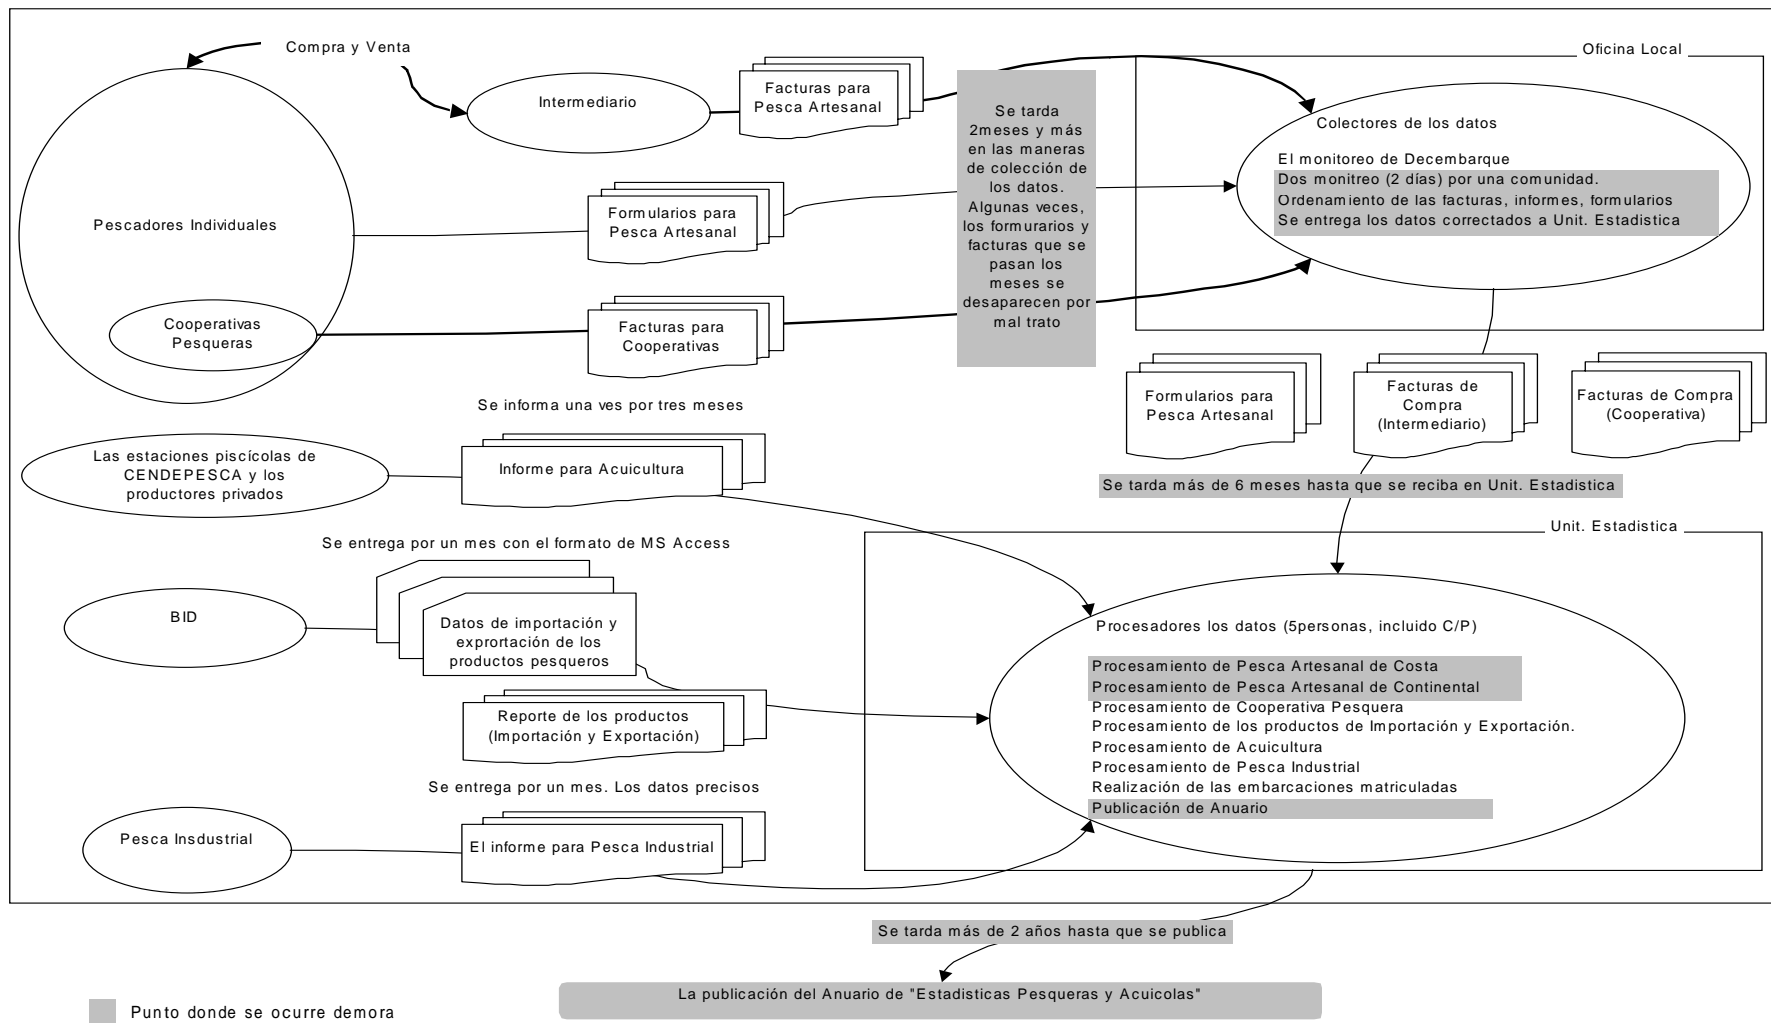 Compra y Venta
Oficina Local
Intermediario
Facturas para
Pesca Artesanal
Se tarda
2meses y más
en las maneras
de colección de
los datos.
Algunas veces,
los formurarios y
facturas que se
pasan los
meses se
desaparecen por
mal trato
Colectores de los datos
El monitoreo de Decembarque
Dos monitreo (2 días) por una comunidad.
Ordenamiento de las facturas, informes, formularios
Se entrega los datos correctados a Unit. Estadistica
Pescadores Individuales
Formularios para
Pesca Artesanal
Cooperativas
Pesqueras
Facturas para
Cooperativas
Formularios para
Pesca Artesanal
Facturas de
Compra
(Intermediario)
Facturas de Compra
(Cooperativa)
Se informa una ves por tres meses
Las estaciones piscícolas de
CENDEPESCA y los
productores privados
Informe para Acuicultura
Se tarda más de 6 meses hasta que se reciba en Unit. Estadistica
Unit. Estadistica
Se entrega por un mes con el formato de MS Access
BID
Datos de importación y
exprortación de los
productos pesqueros
Reporte de los productos
(Importación y Exportación)
Procesadores los datos (5personas, incluido C/P)
Procesamiento de Pesca Artesanal de Costa
Procesamiento de Pesca Artesanal de Continental
Procesamiento de Cooperativa Pesquera
Procesamiento de los productos de Importación y Exportación.
Procesamiento de Acuicultura
Procesamiento de Pesca Industrial
Realización de las embarcaciones matriculadas
Publicación de Anuario
Se entrega por un mes. Los datos precisos
Pesca Insdustrial
El informe para Pesca Industrial
Se tarda más de 2 años hasta que se publica
La publicación del Anuario de "Estadisticas Pesqueras y Acuicolas"
Punto donde se ocurre demora